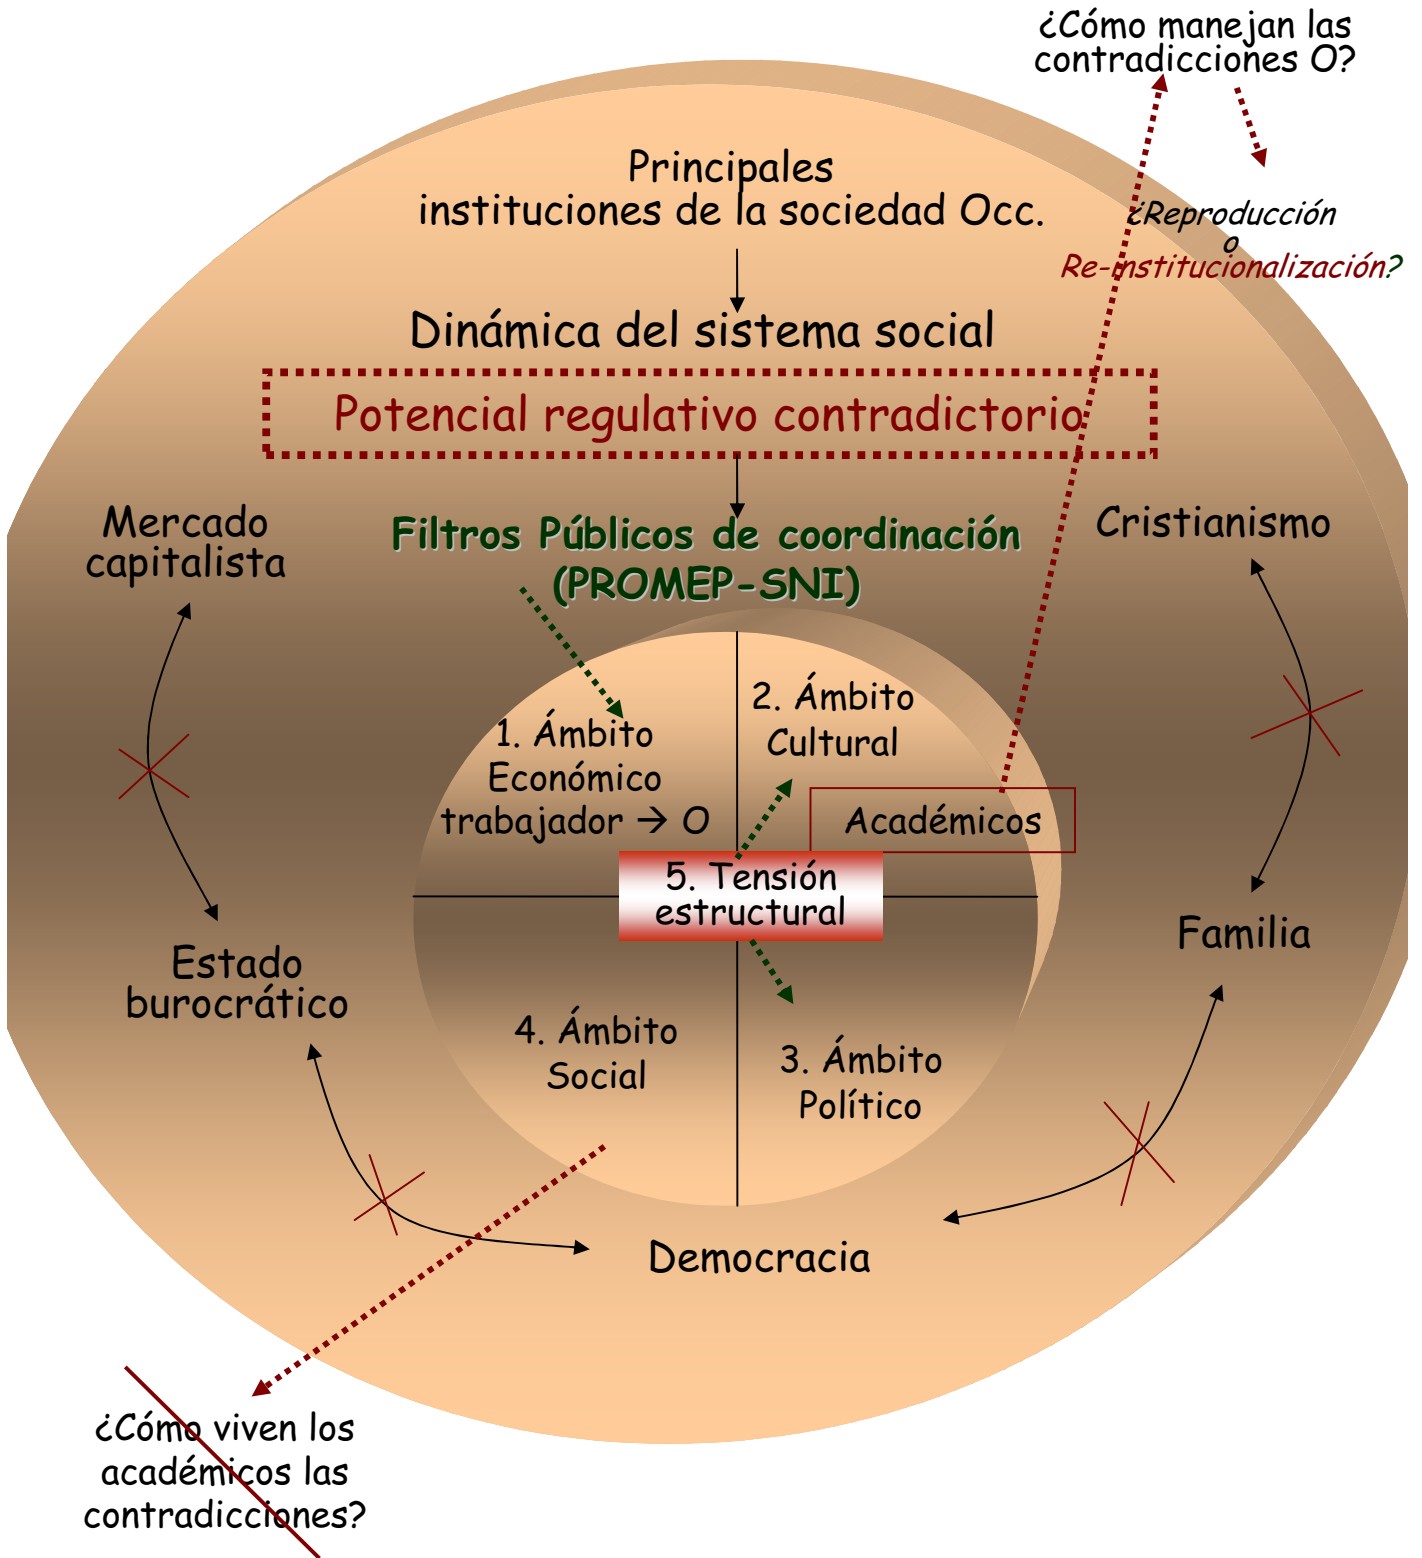 ¿Cómo manejan las
contradicciones O?
Principales
instituciones de la sociedad Occ.
¿Reproducción
o
Re-institucionalización?
Dinámica del sistema social
Potencial regulativo contradictorio
Mercado
capitalista
Filtros Públicos de coordinación
(PROMEP-SNI)
Cristianismo
1. Ámbito
Económico
trabajador → O
2. Ámbito
Cultural
Académicos
5. Tensión
estructural
Familia
Estado
burocrático
4. Ámbito
Social
3. Ámbito
Político
Democracia
¿Cómo viven los
académicos las
contradicciones?